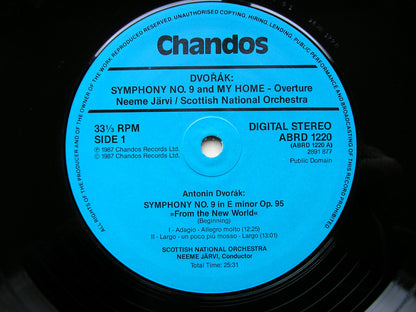 Chandos
DVOŘÁK:
SYMPHONY NO. 9 and MY HOME - Overture
Neeme Järvi / Scottish National Orchestra
33⅓ RPM
SIDE 1
℗ 1987 Chandos Records Ltd.
© 1987 Chandos Records Ltd.
DIGITAL STEREO
ABRD 1220
(ABRD 1220 A)
2891 877
Public Domain
Antonin Dvořák:
SYMPHONY NO. 9 in E minor Op. 95
»From the New World«
(Beginning)
I - Adagio - Allegro molto (12:25)
II - Largo - un poco più mosso - Largo (13:01)
SCOTTISH NATIONAL ORCHESTRA
NEEME JÄRVI, Conductor
Total Time: 25:31
ALL RIGHTS OF THE PRODUCER AND OF THE OWNER OF THE WORK REPRODUCED RESERVED. UNAUTHORISED COPYING, HIRING, LENDING, PUBLIC PERFORMANCE AND BROADCASTING OF THIS RECORD PROHIBITED.